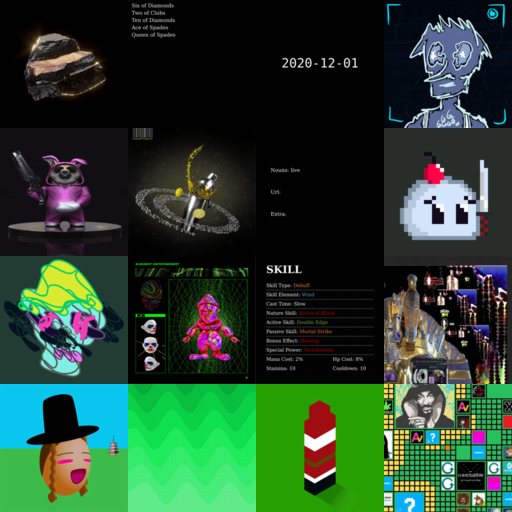 Six of Diamonds
Two of Clubs
Ten of Diamonds
Ace of Spades
Queen of Spades
2020-12-01
Nouns: live
Url:
Extra:
SKILL
Skill Type: Debuff
Skill Element: Wind
Cast Time: Slow
Nature Skill:
Active Skill: Double Edge
Passive Skill: Mortal Strike
Bonus Effect: Healing
Special Power:
Mana Cost: 2%
Hp Cost: 8%
Stamina: 10
Cooldown: 10